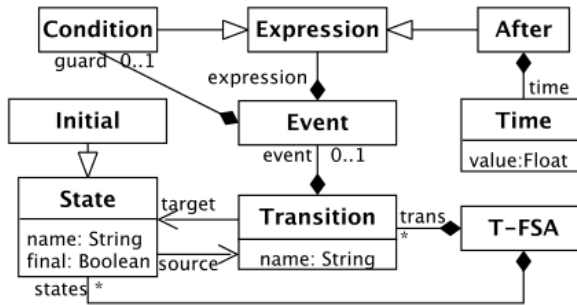 Condition
Expression
After
guard 0..1
expression
time
Initial
Event
Time
value:Float
event 0..1
State
name: String
final: Boolean
target
source
Transition
name: String
trans
*
T-FSA
states *